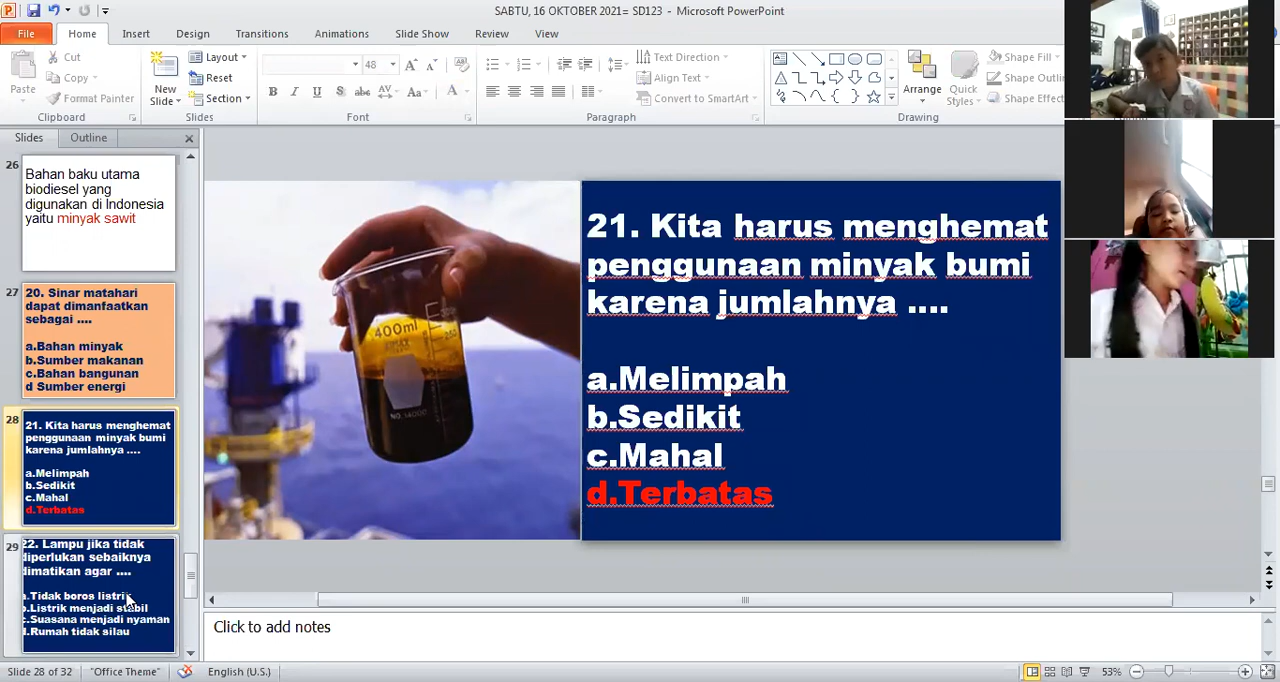 SABTU, 16 OKTOBER 2021= SD123 - Microsoft PowerPoint
File Home Insert Design Transitions Animations Slide Show Review View
Paste
Cut
Copy
Format Painter
Clipboard
New
Slide
Layout
Reset
Section
Slides
48
Font
Text Direction
Align Text
Convert to SmartArt
Paragraph
Arrange
Quick
Styles
Shape Fill
Shape Outlin
Shape Effect
Drawing
Slides Outline
26
Bahan baku utama
biodiesel yang
digunakan di Indonesia
yaitu minyak sawit
27
20. Sinar matahari
dapat dimanfaatkan
sebagai ....
a.Bahan minyak
b.Sumber makanan
c.Bahan bangunan
d Sumber energi
28
21. Kita harus menghemat
penggunaan minyak bumi
karena jumlahnya ....
a.Melimpah
b.Sedikit
c.Mahal
d.Terbatas
29
22. Lampu jika tidak
diperlukan sebaiknya
dimatikan agar ....
a.Tidak boros listrik
b.Listrik menjadi stabil
c.Suasana menjadi nyaman
d.Rumah tidak silau
400ml
NO. 14000
21. Kita harus menghemat
penggunaan minyak bumi
karena jumlahnya ....
a.Melimpah
b.Sedikit
c.Mahal
d.Terbatas
Click to add notes
Slide 28 of 32 "Office Theme" English (U.S.) 53%